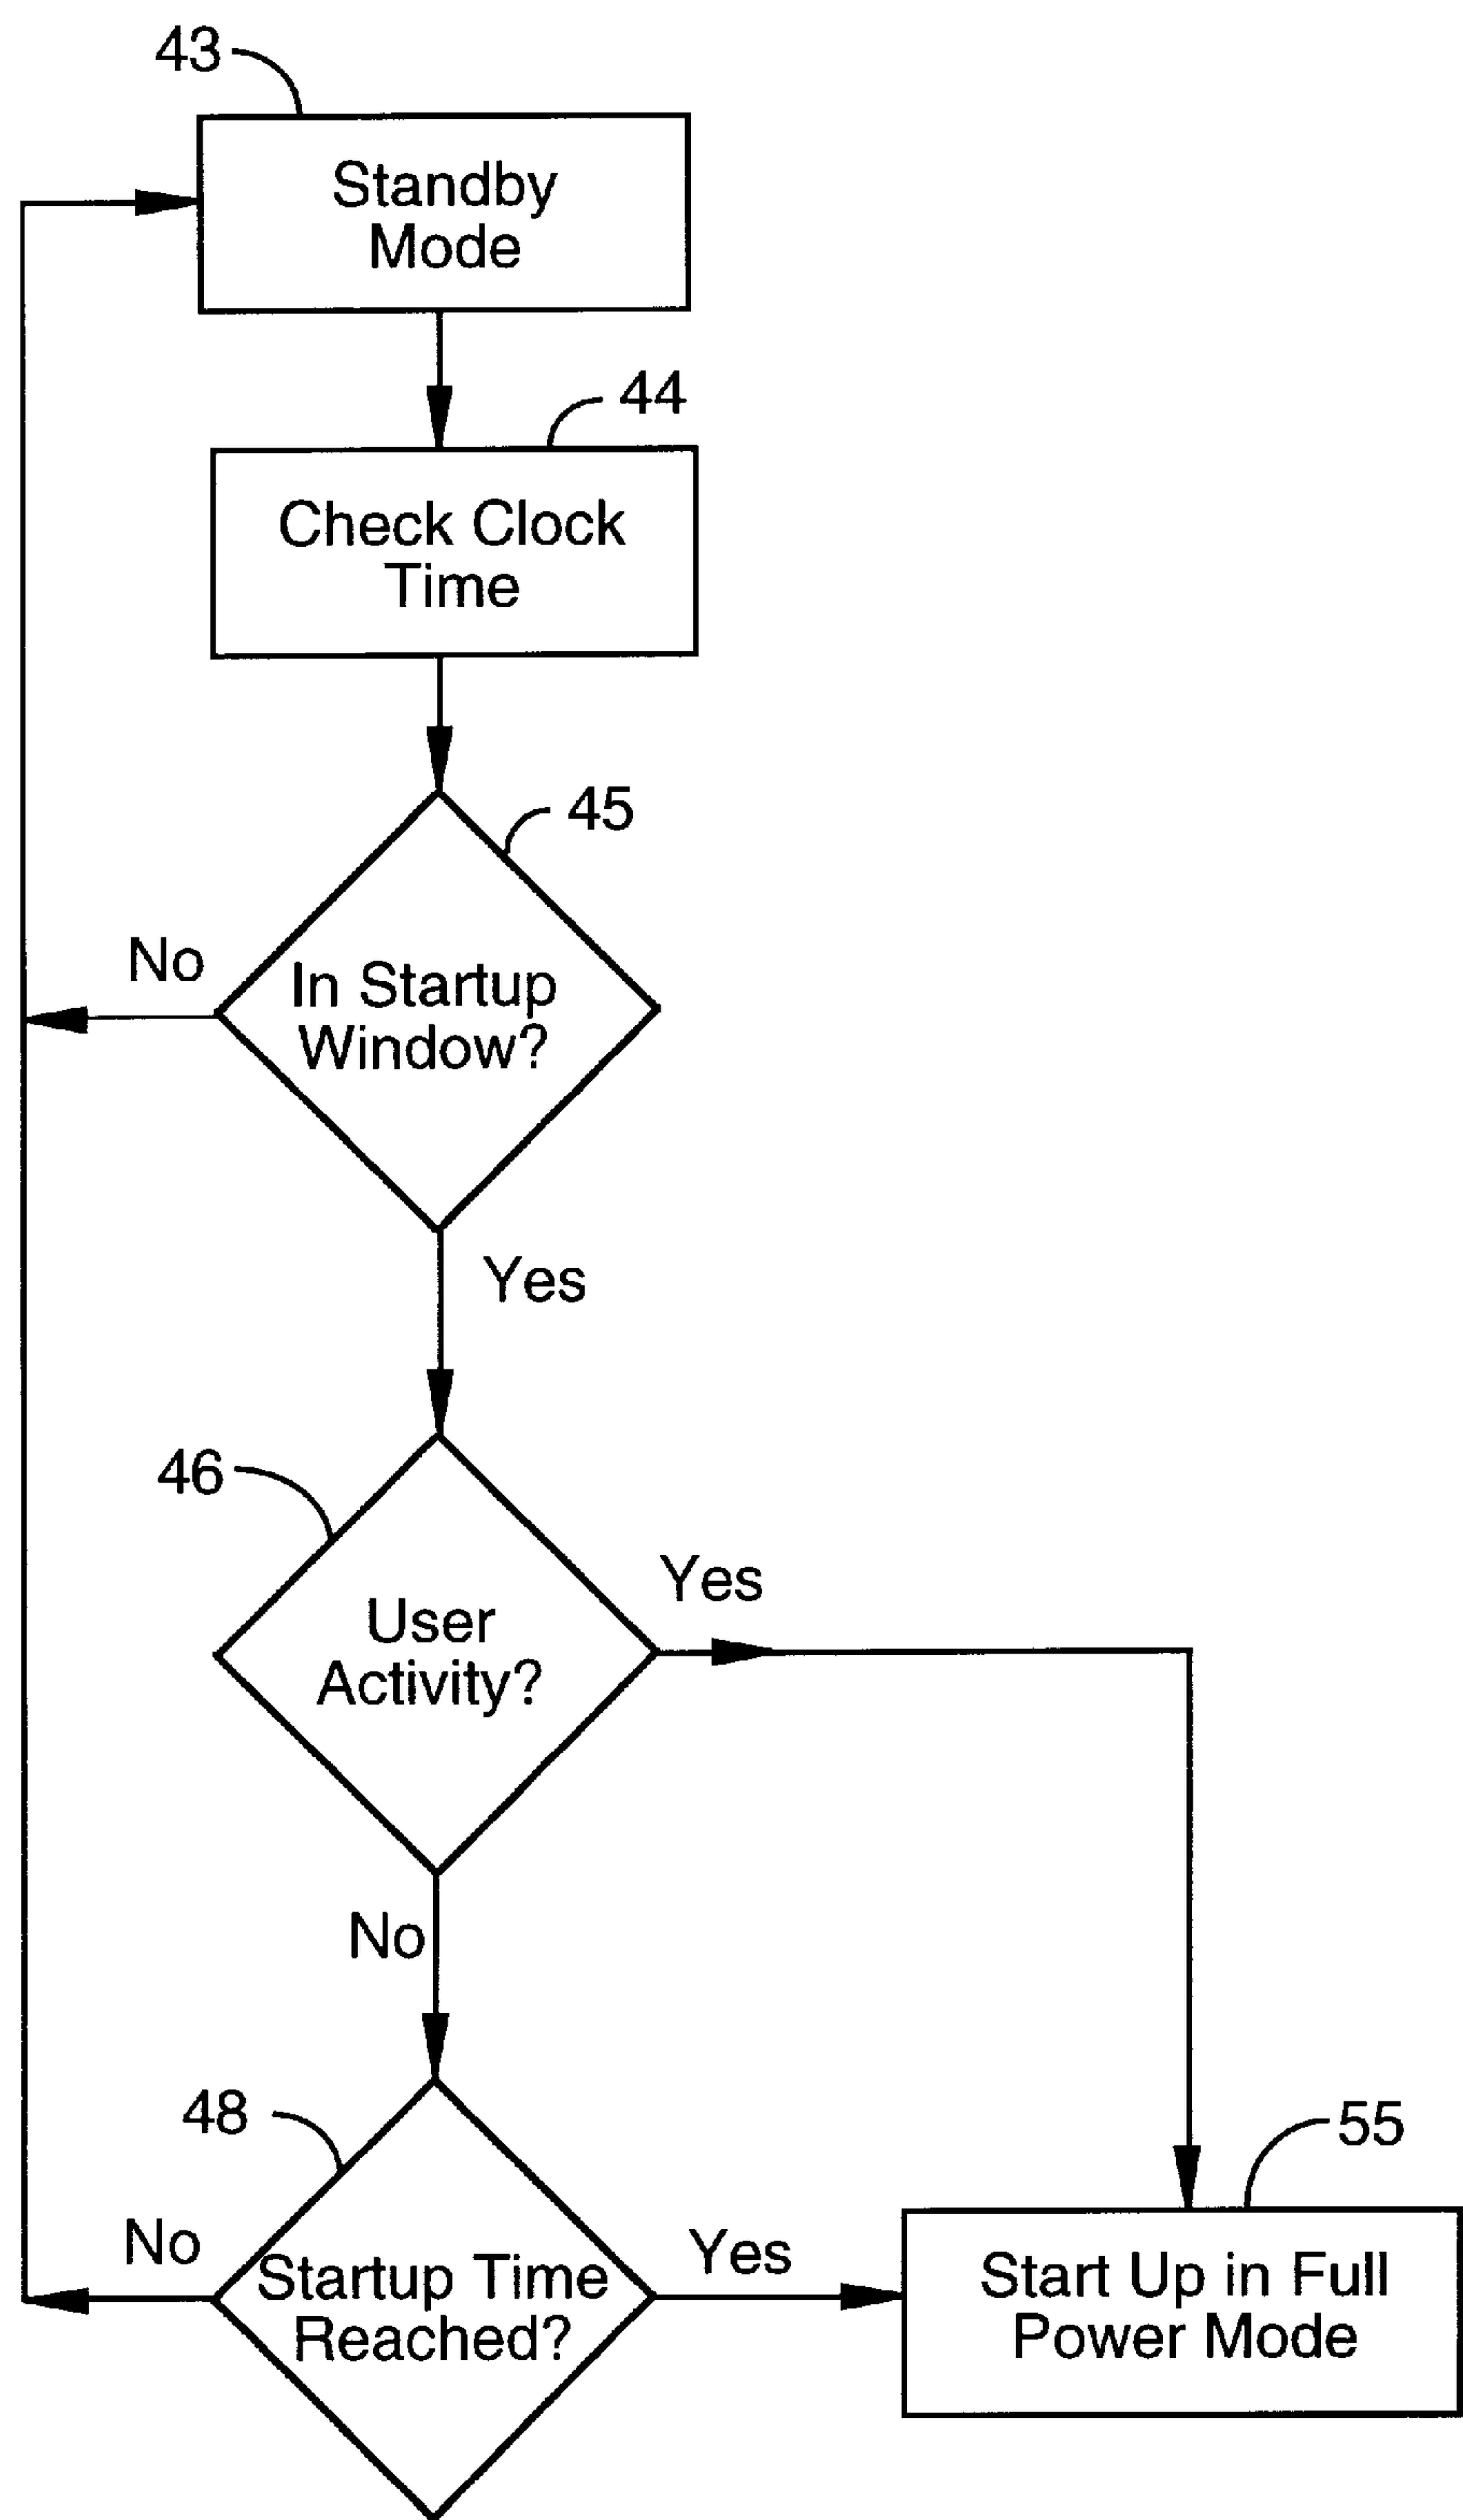 43
Standby
Mode
44
Check Clock
Time
45
No
In Startup
Window?
Yes
46
Yes
User
Activity?
No
48
55
No
Startup Time
Reached?
Yes
Start Up in Full
Power Mode